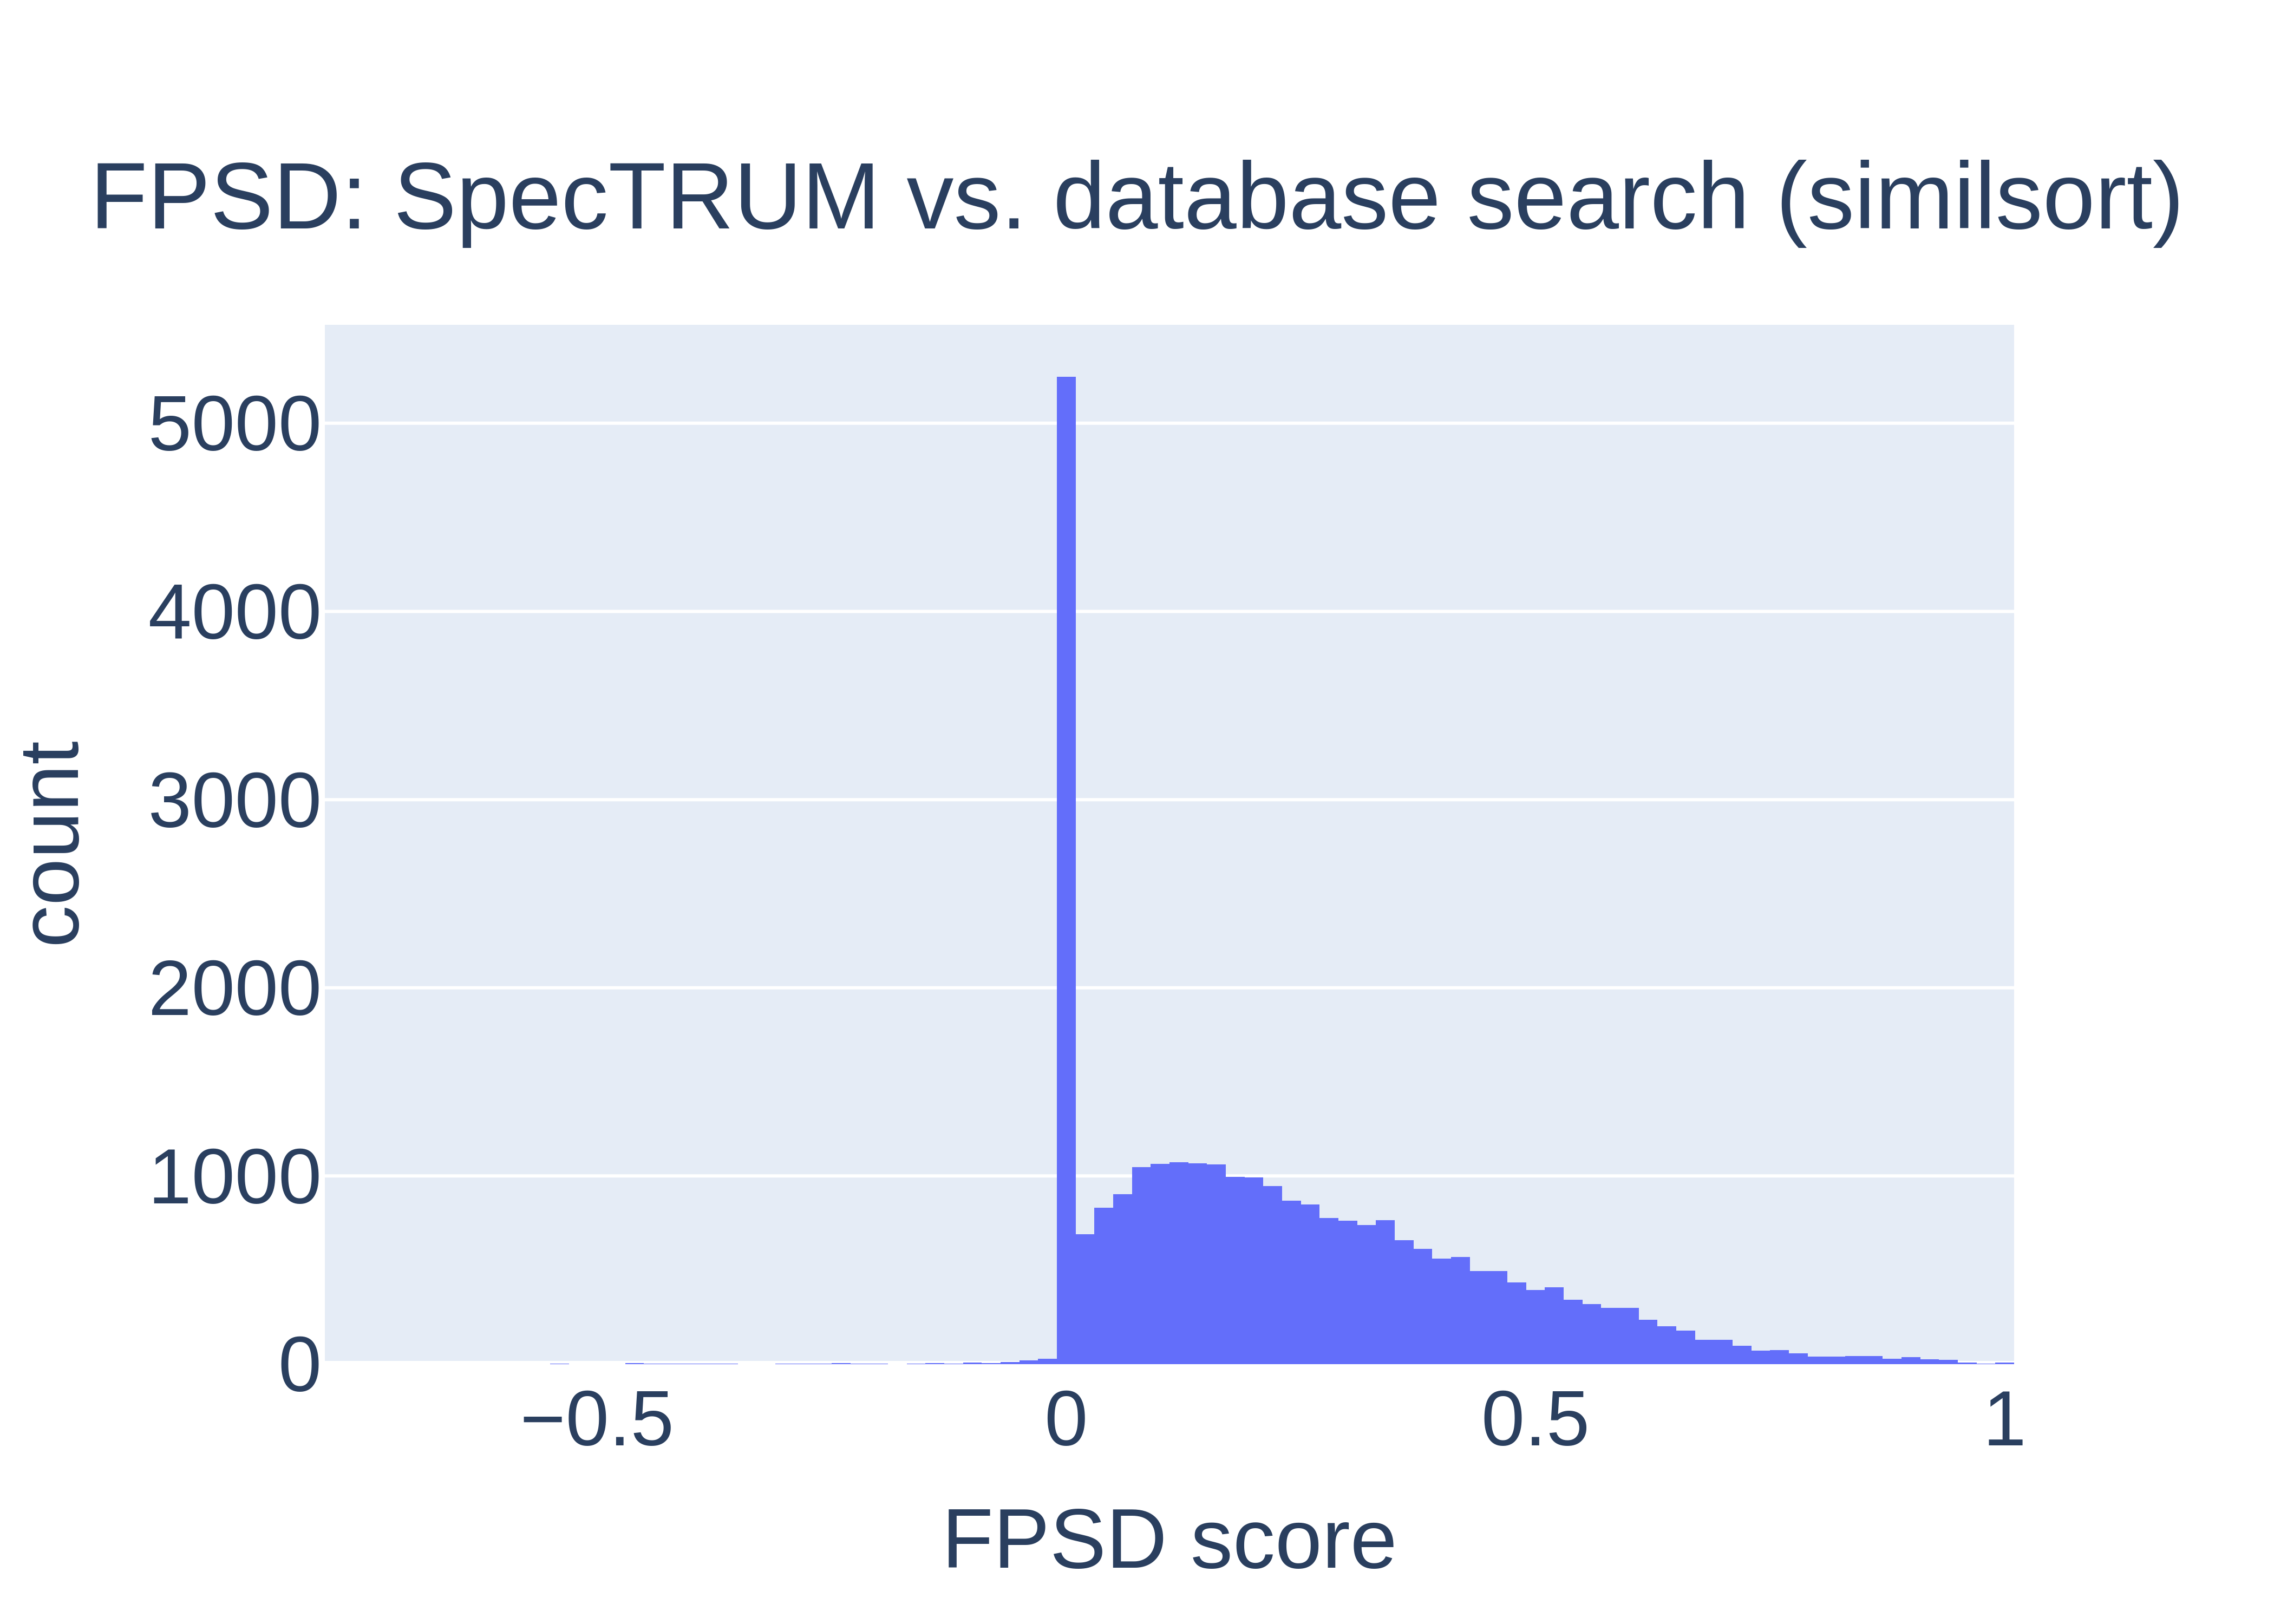 FPSD: SpecTRUM vs. database search (similsort)
5000
4000
3000
2000
1000
0
count
−0.5 0 0.5 1
FPSD score